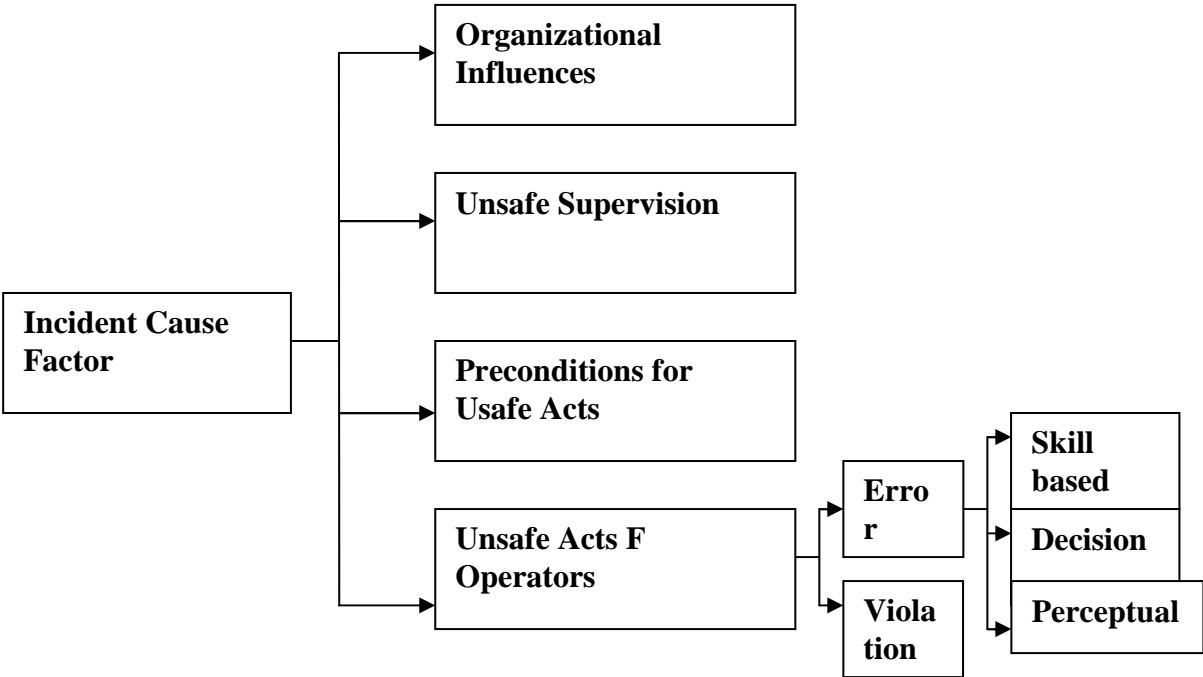 Organizational
Influences
Unsafe Supervision
Incident Cause
Factor
Preconditions for
Usafe Acts
Unsafe Acts F
Operators
Erro
r
Viola
tion
Skill
based
Decision
Perceptual